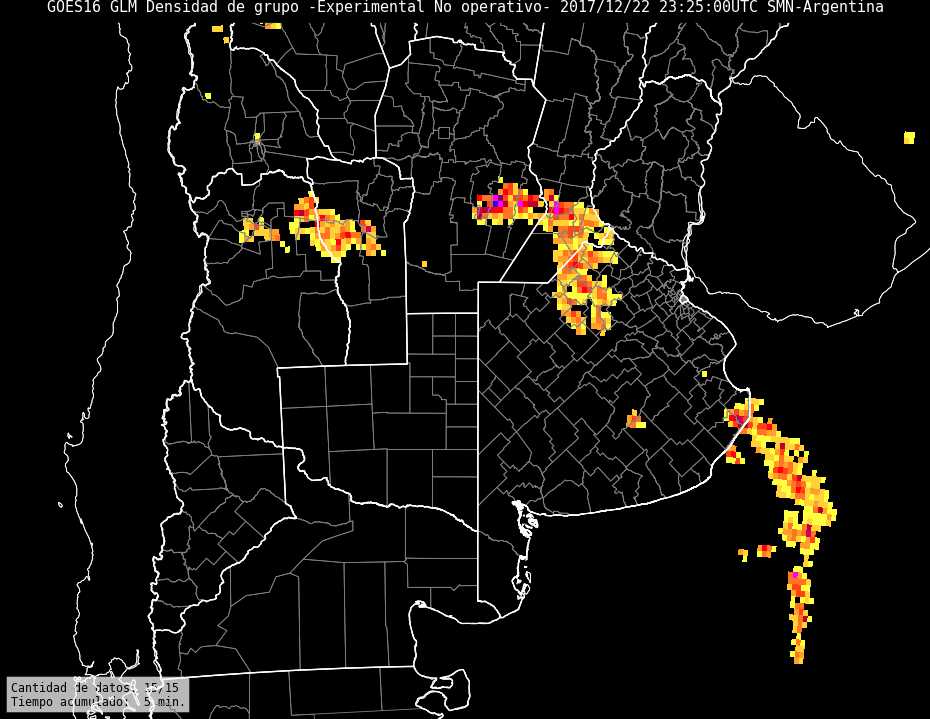 GOES16 GLM Densidad de grupo -Experimental No operativo- 2017/12/22 23:25:00UTC SMN-Argentina
Cantidad de datos: 15/15
Tiempo acumulado: 5 min.